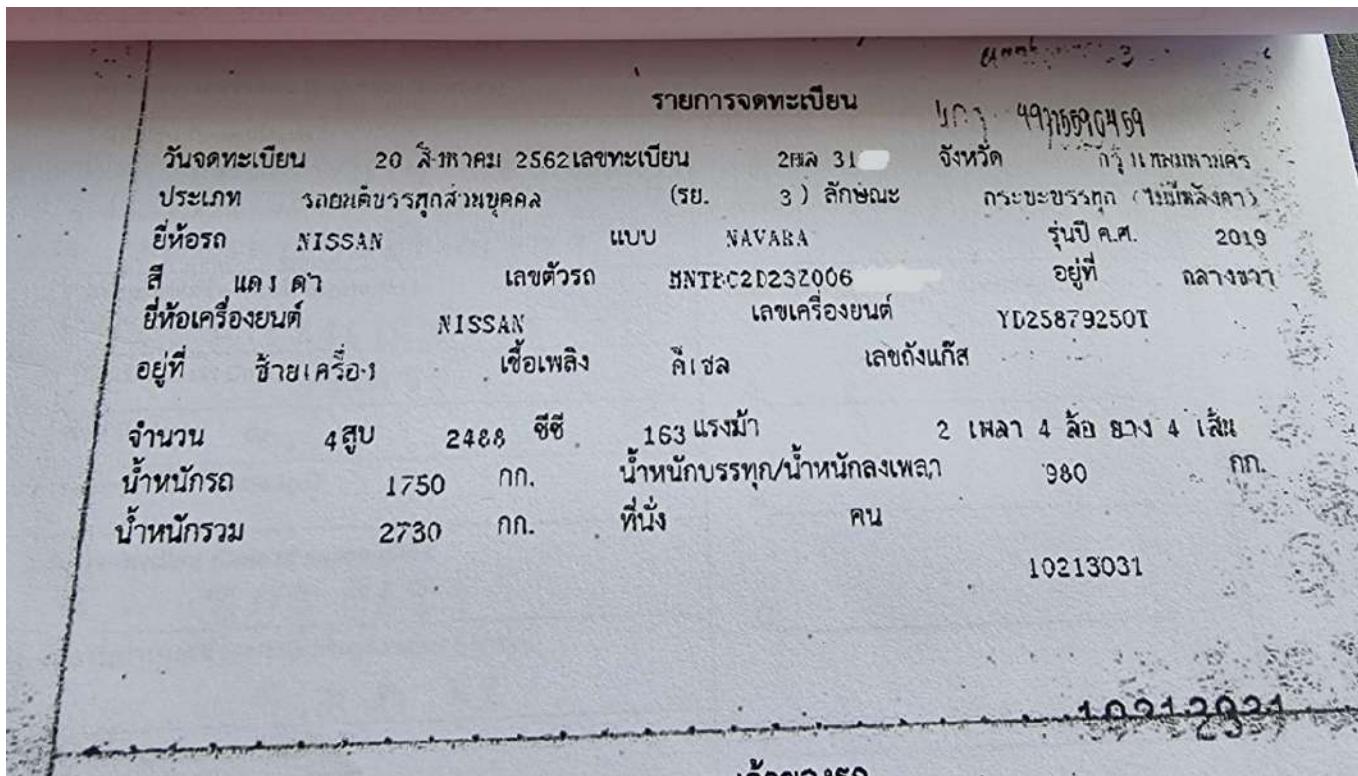 รายการจดทะเบียน
49715590459
วันจดทะเบียน 20 สิงหาคม 2562 เลขทะเบียน 2ฒล 31 จังหวัด กรุงเทพมหานคร
ประเภท รถยนต์บรรทุกส่วนบุคคล (รย. 3) ลักษณะ กระบะบรรทุก (ไม่มีหลังคา)
ยี่ห้อรถ NISSAN แบบ NAVARA รุ่นปี ค.ศ. 2019
สี แดง ดำ เลขตัวรถ MNTEC2D23Z006 อยู่ที่ กลางขวา
ยี่ห้อเครื่องยนต์ NISSAN เลขเครื่องยนต์ YD25879250T
อยู่ที่ ซ้ายเครื่อง เชื้อเพลิง ดีเซล เลขถังแก๊ส
จำนวน 4 สูบ 2488 ซีซี 163 แรงม้า 2 เพลา 4 ล้อ ยาง 4 เส้น
น้ำหนักรถ 1750 กก. น้ำหนักบรรทุก/น้ำหนักลงเพลา 980 กก.
น้ำหนักรวม 2730 กก. ที่นั่ง คน
10213031